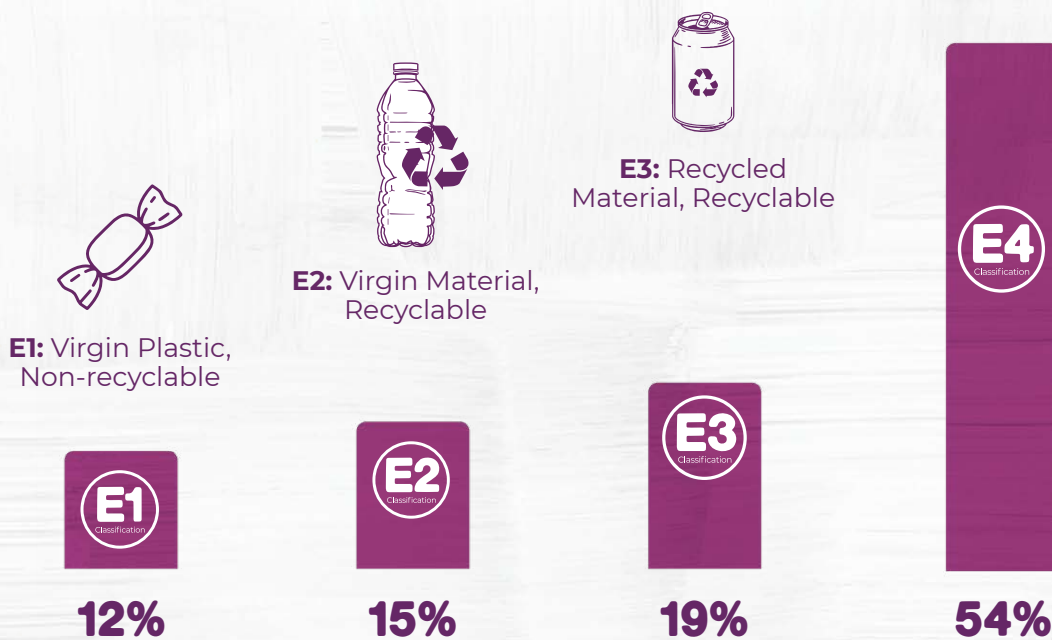 E3: Recycled
Material, Recyclable
E2: Virgin Material,
Recyclable
E1: Virgin Plastic,
Non-recyclable
E1
Classification
E2
Classification
E3
Classification
E4
Classification
12%
15%
19%
54%